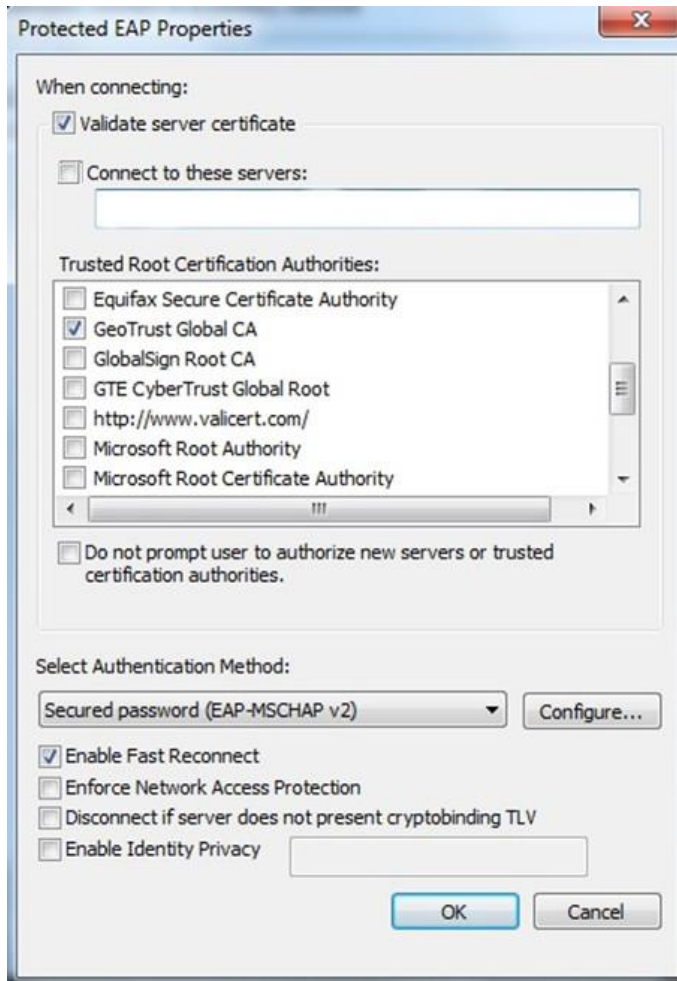 Protected EAP Properties
When connecting:
Validate server certificate
Connect to these servers:
Trusted Root Certification Authorities:
Equifax Secure Certificate Authority
GeoTrust Global CA
GlobalSign Root CA
GTE CyberTrust Global Root
http://www.valicert.com/
Microsoft Root Authority
Microsoft Root Certificate Authority
Do not prompt user to authorize new servers or trusted
certification authorities.
Select Authentication Method:
Secured password (EAP-MSCHAP v2) Configure...
Enable Fast Reconnect
Enforce Network Access Protection
Disconnect if server does not present cryptobinding TLV
Enable Identity Privacy
OK Cancel